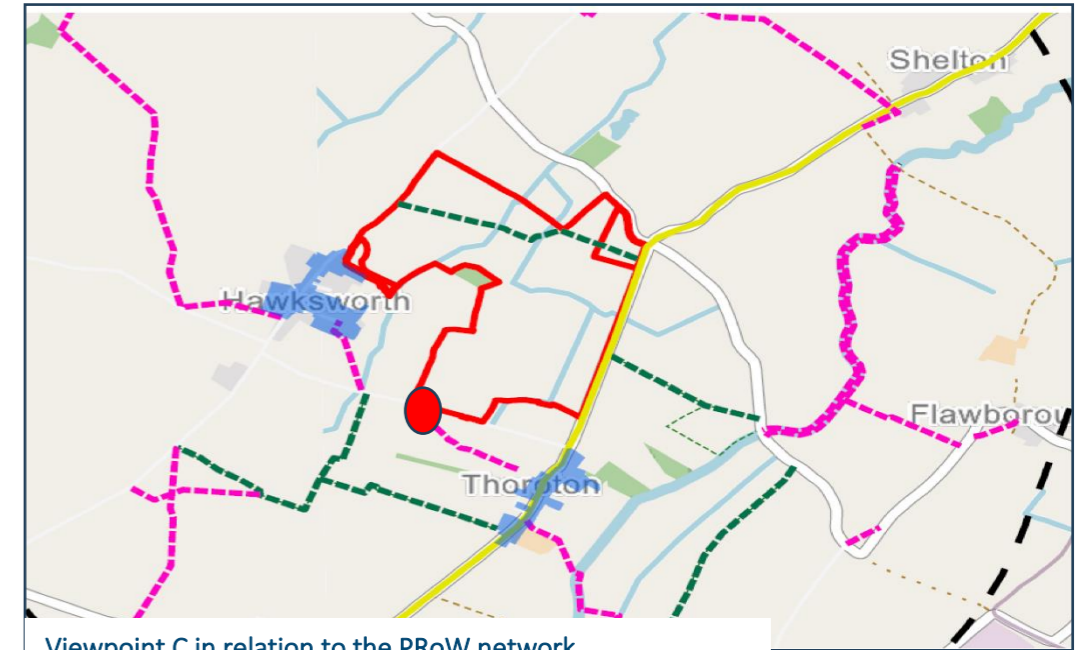 Shelton
Hawksworth
Flawborou
Thoroton
Viewpoint C in relation to the PRoW network